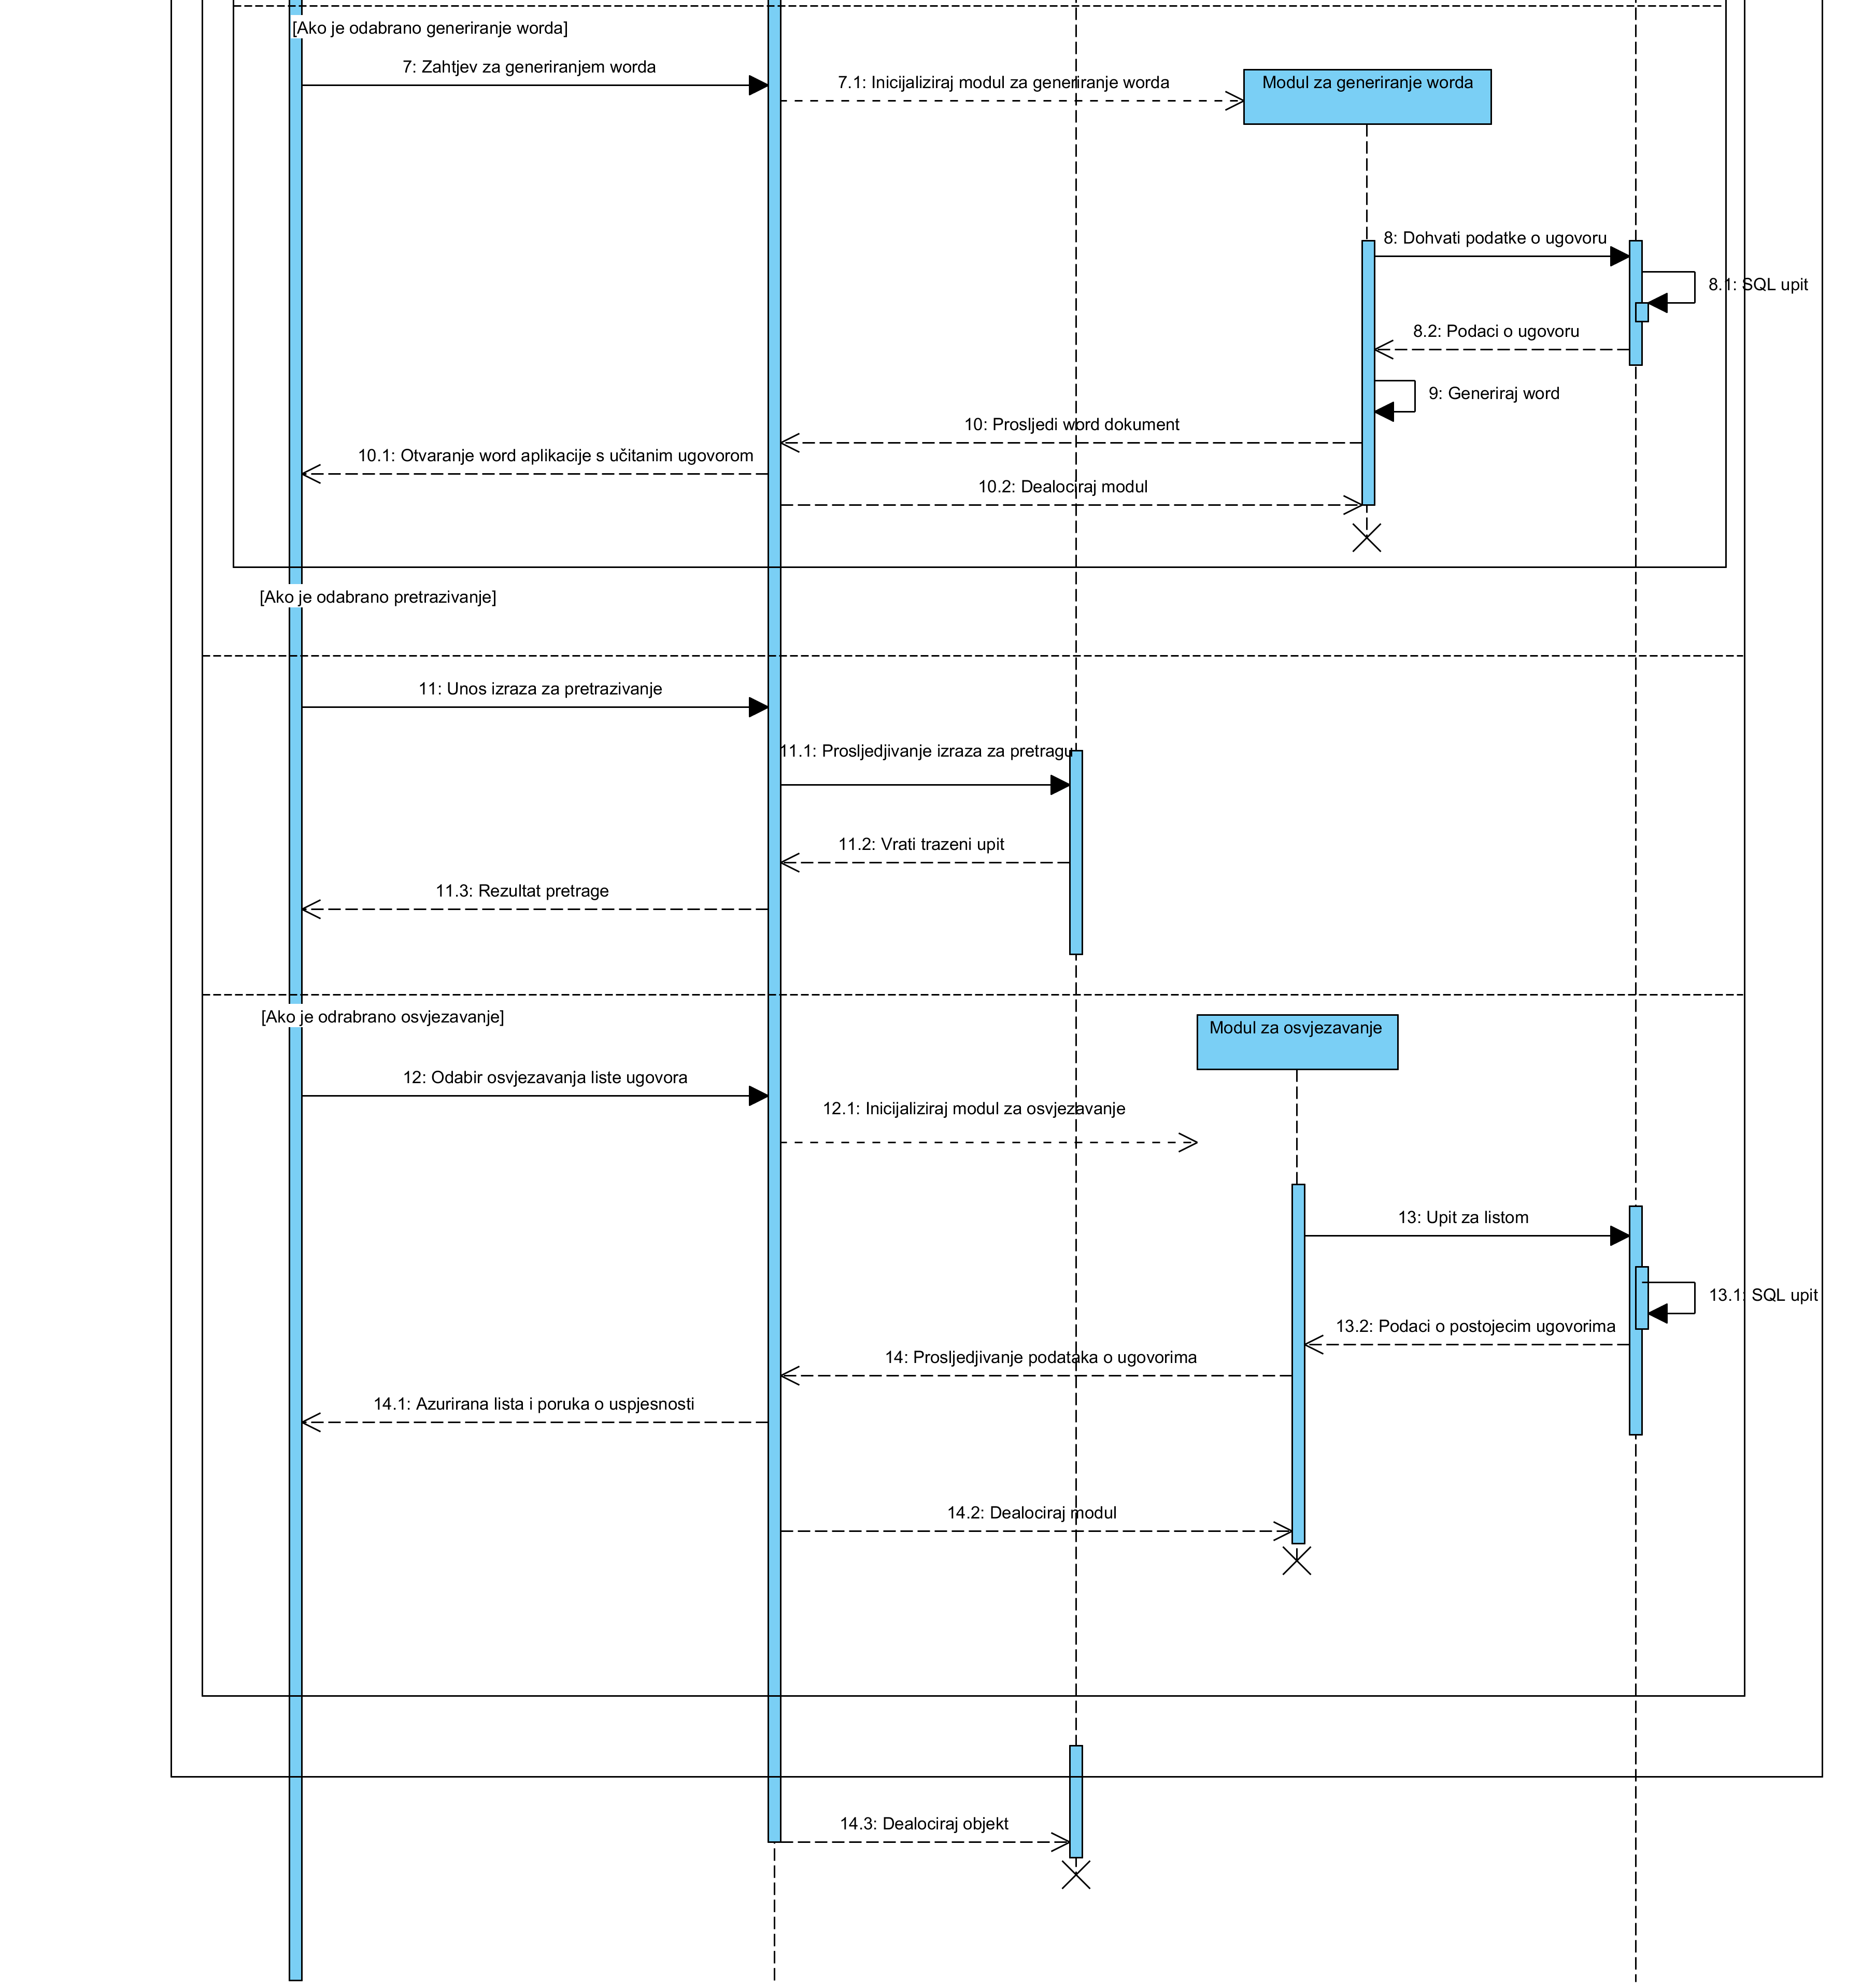 [Ako je odabrano generiranje worda]
7: Zahtjev za generiranjem worda
7.1: Inicijaliziraj modul za generiranje worda
Modul za generiranje worda
8: Dohvati podatke o ugovoru
8.1: SQL upit
8.2: Podaci o ugovoru
9: Generiraj word
10: Prosljedi word dokument
10.1: Otvaranje word aplikacije s učitanim ugovorom
10.2: Dealociraj modul
[Ako je odabrano pretrazivanje]
11: Unos izraza za pretrazivanje
11.1: Prosljedjivanje izraza za pretragu
11.2: Vrati trazeni upit
11.3: Rezultat pretrage
[Ako je odrabrano osvjezavanje]
Modul za osvjezavanje
12: Odabir osvjezavanja liste ugovora
12.1: Inicijaliziraj modul za osvjezavanje
13: Upit za listom
13.1: SQL upit
13.2: Podaci o postojecim ugovorima
14: Prosljedjivanje podataka o ugovorima
14.1: Azurirana lista i poruka o uspjesnosti
14.2: Dealociraj modul
14.3: Dealociraj objekt